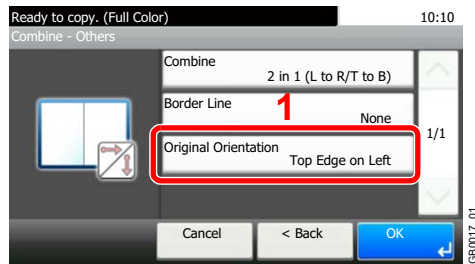 Ready to copy. (Full Color)
10:10
Combine - Others
Combine
2 in 1 (L to R/T to B)
Border Line
1
None
1/1
Original Orientation
Top Edge on Left
Cancel
< Back
OK
GB0017_01